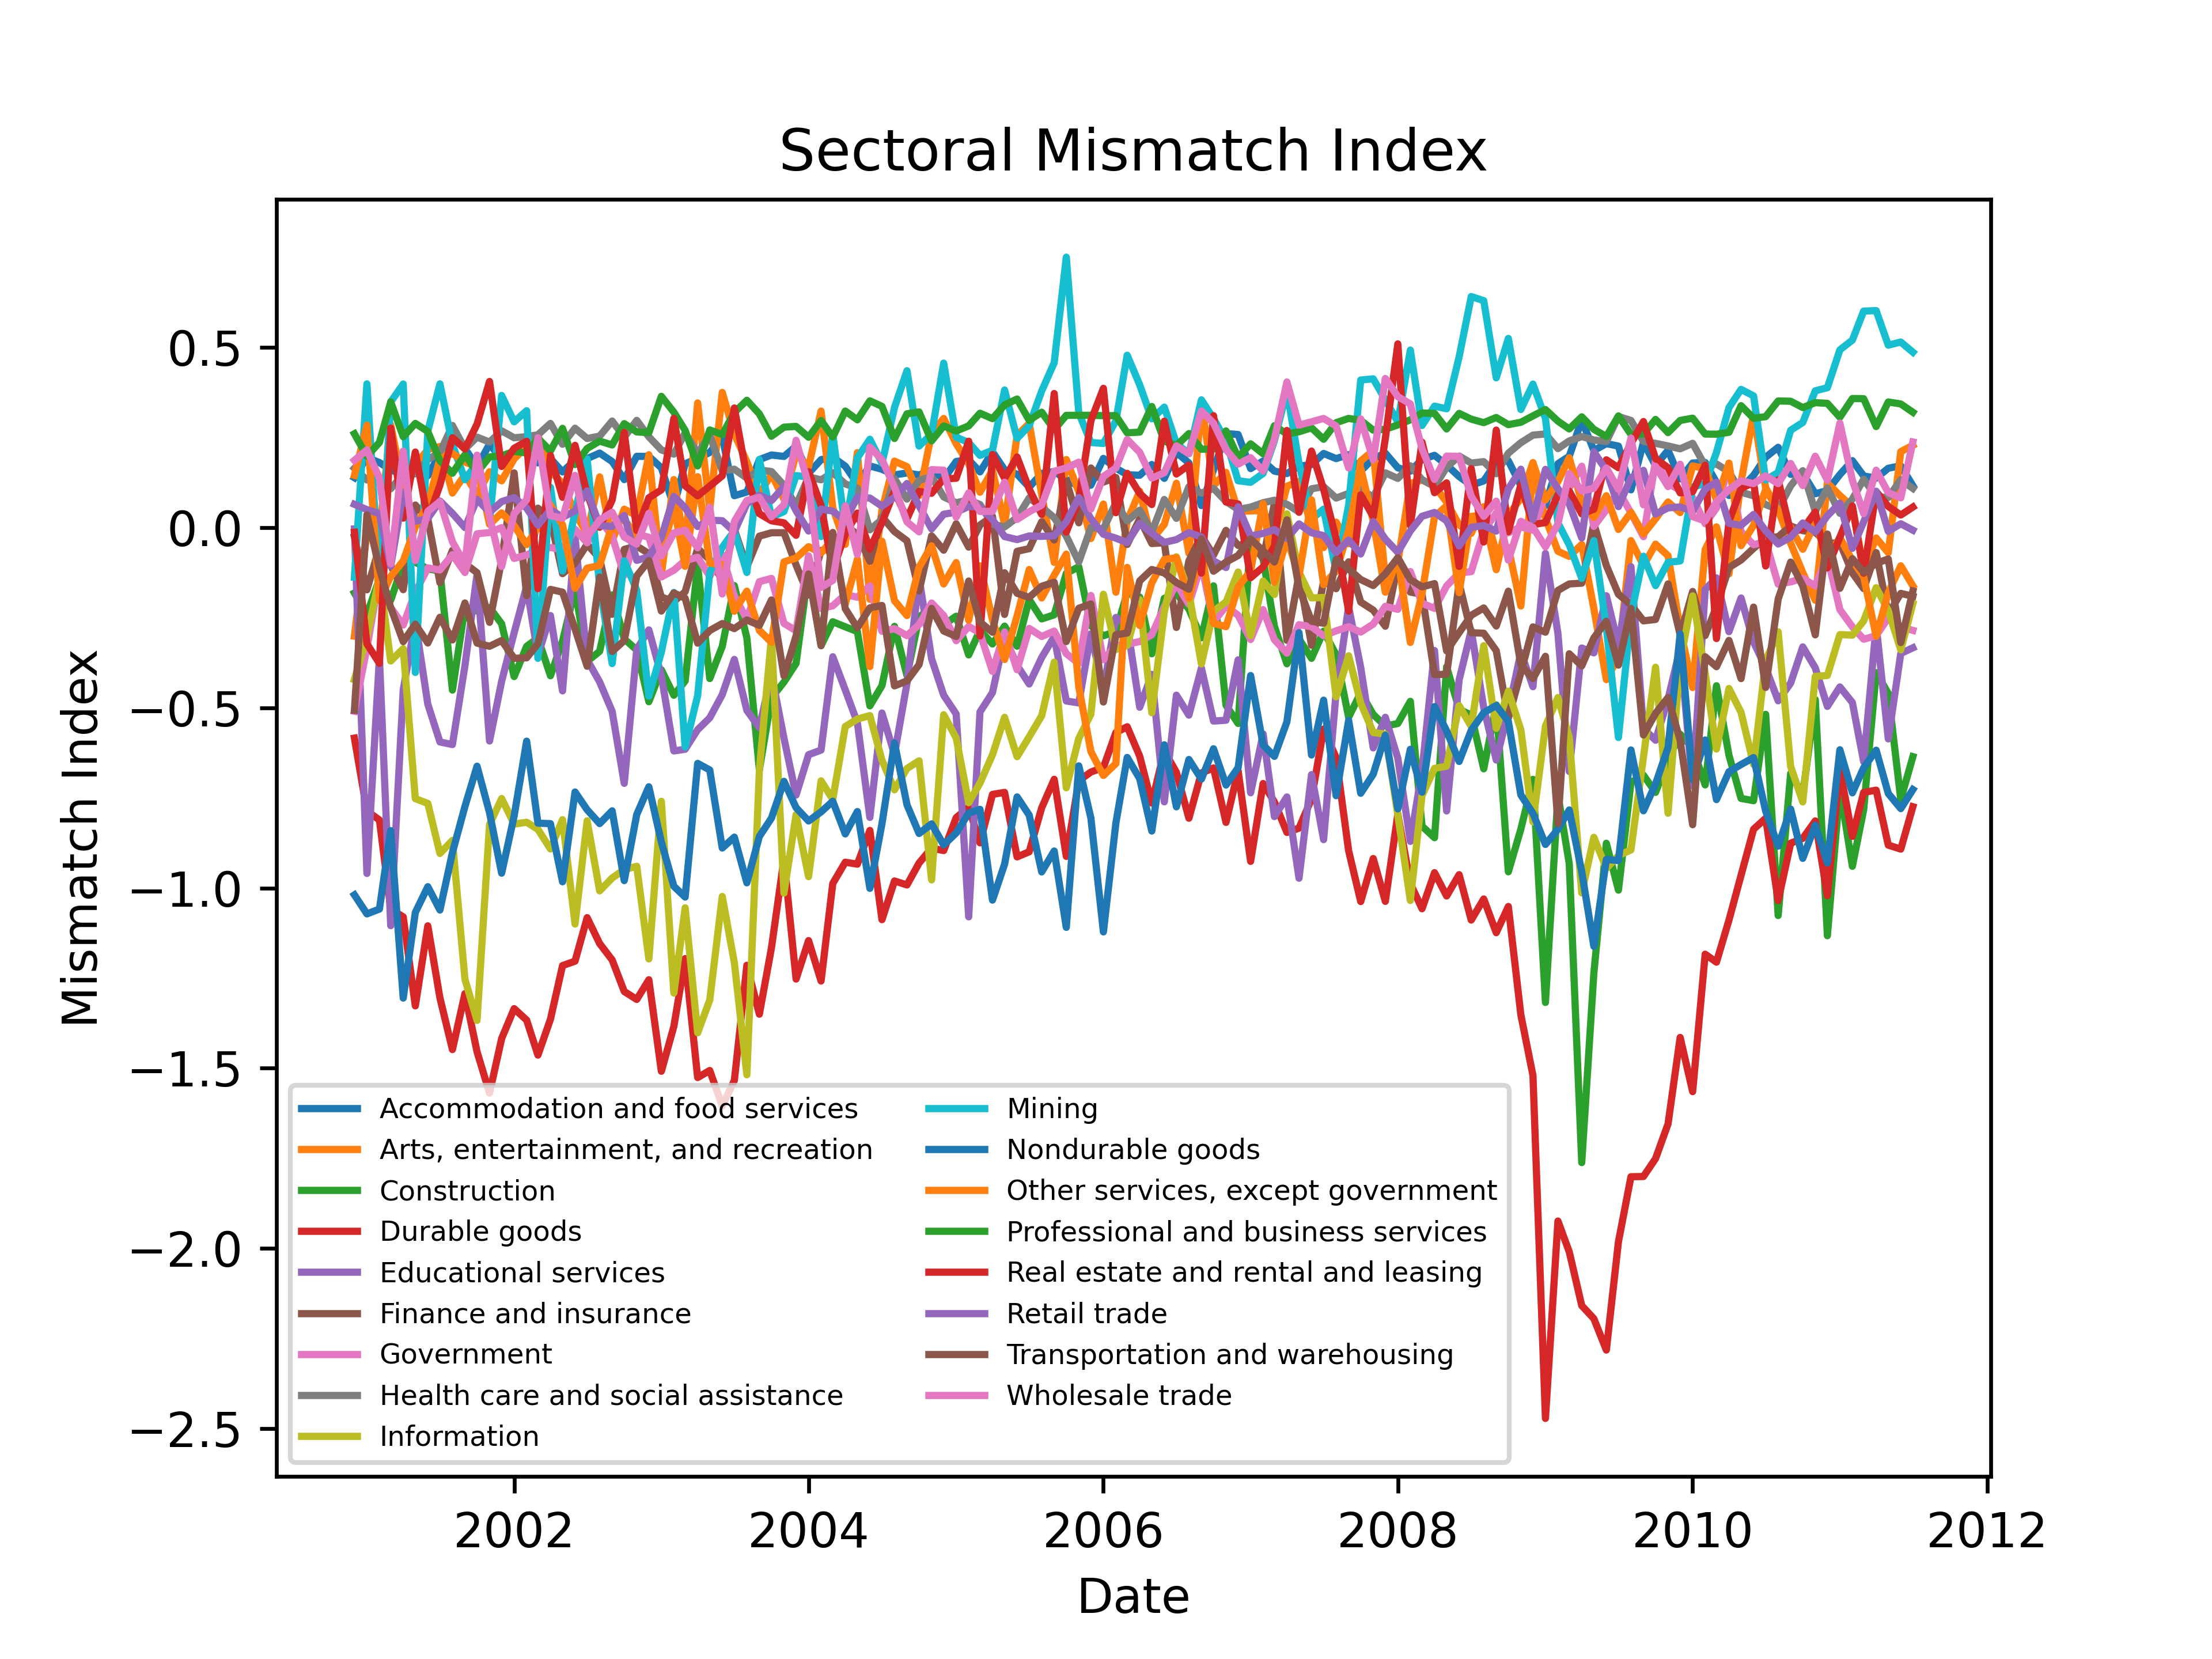 Sectoral Mismatch Index
Mismatch Index
0.5
0.0
−0.5
−1.0
−1.5
−2.0
−2.5
Accommodation and food services
Arts, entertainment, and recreation
Construction
Durable goods
Educational services
Finance and insurance
Government
Health care and social assistance
Information
Mining
Nondurable goods
Other services, except government
Professional and business services
Real estate and rental and leasing
Retail trade
Transportation and warehousing
Wholesale trade
2002 2004 2006 2008 2010 2012
Date